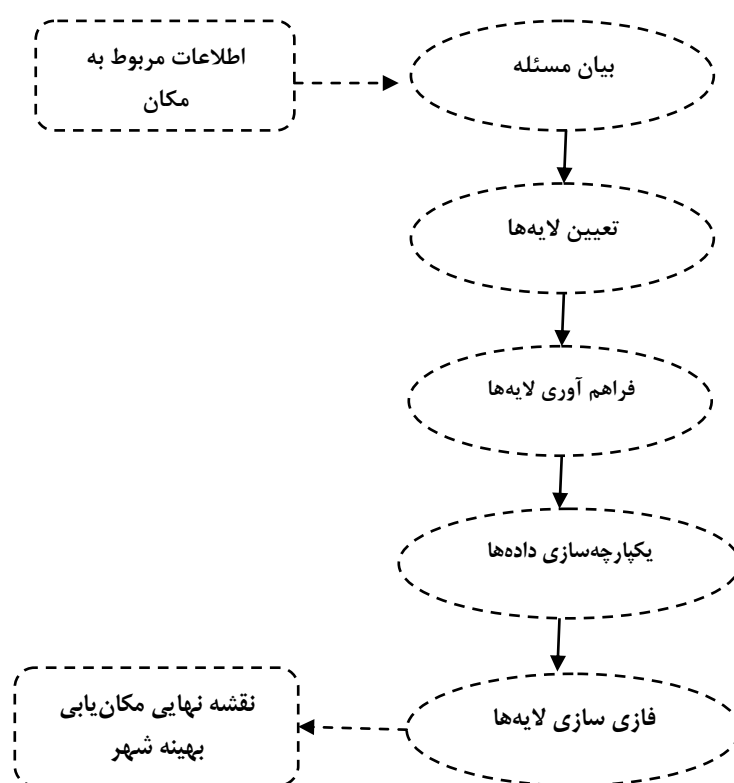 اطلاعات مربوط به
مکان
بیان مسئله
تعیین لایه‌ها
فراهم آوری لایه‌ها
یکپارچه‌سازی داده‌ها
فازی سازی لایه‌ها
نقشه نهایی مکان‌یابی
بهینه شهر